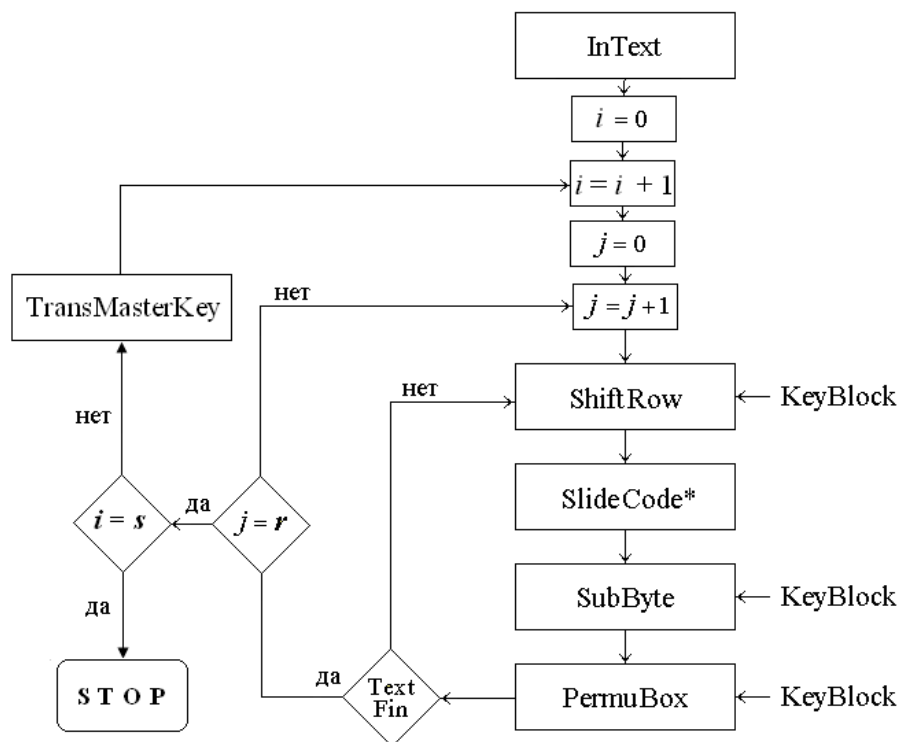 InText
i = 0
i = i + 1
j = 0
нет
j = j + 1
TransMasterKey
нет
ShiftRow
KeyBlock
нет
SlideCode*
да
i = s
j = r
SubByte
KeyBlock
да
да
Text
Fin
PermuBox
KeyBlock
S T O P